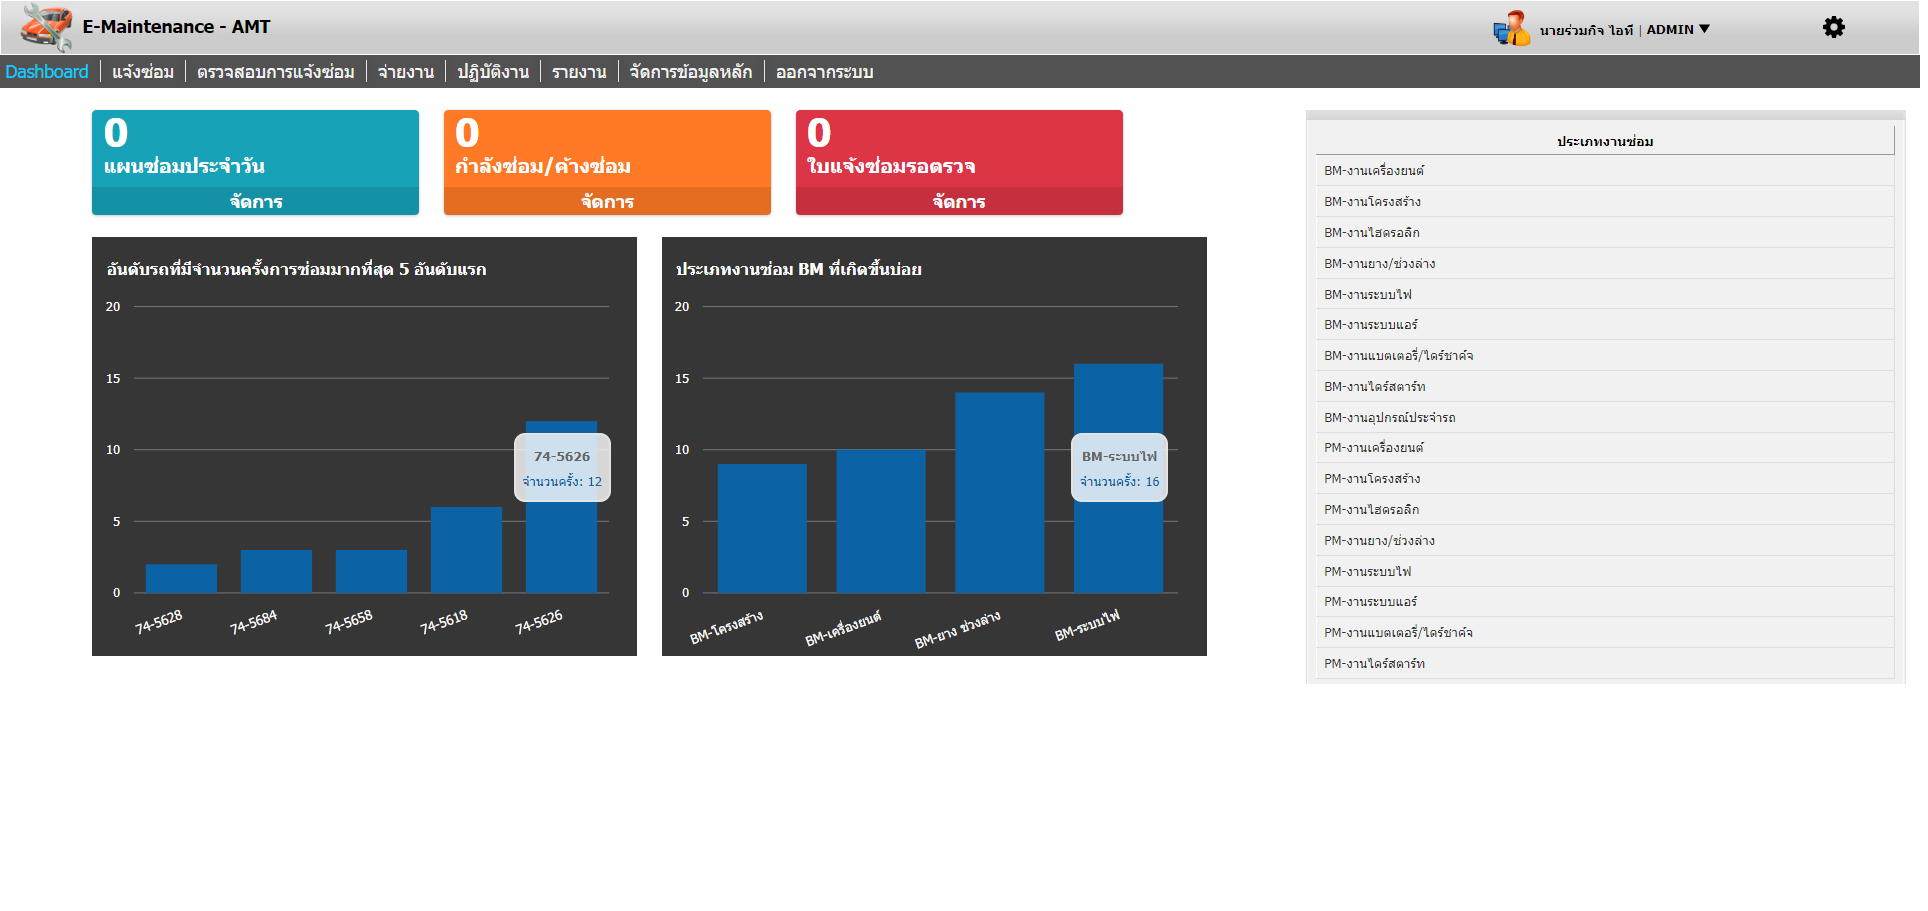 E-Maintenance - AMT
นายร่วมกิจ ไอที | ADMIN ▼
Dashboard | แจ้งซ่อม | ตรวจสอบการแจ้งซ่อม | จ่ายงาน | ปฏิบัติงาน | รายงาน | จัดการข้อมูลหลัก | ออกจากระบบ
0
แผนซ่อมประจำวัน
จัดการ
0
กำลังซ่อม/ค้างซ่อม
จัดการ
0
ใบแจ้งซ่อมรอตรวจ
จัดการ
อันดับรถที่มีจำนวนครั้งการซ่อมมากที่สุด 5 อันดับแรก
20
15
10
5
0
74-5626
จำนวนครั้ง: 12
74-5628
74-5684
74-5658
74-5618
74-5626
ประเภทงานซ่อม BM ที่เกิดขึ้นบ่อย
20
15
10
5
0
BM-ระบบไฟ
จำนวนครั้ง: 16
BM-โครงสร้าง
BM-เครื่องยนต์
BM-ยาง ช่วงล่าง
BM-ระบบไฟ
ประเภทงานซ่อม
BM-งานเครื่องยนต์
BM-งานโครงสร้าง
BM-งานไฮดรอลิก
BM-งานยาง/ช่วงล่าง
BM-งานระบบไฟ
BM-งานระบบแอร์
BM-งานแบตเตอรี่/ไดร์ชาศ์จ
BM-งานไดร์สตาร์ท
BM-งานอุปกรณ์ประจำรถ
PM-งานเครื่องยนต์
PM-งานโครงสร้าง
PM-งานไฮดรอลิก
PM-งานยาง/ช่วงล่าง
PM-งานระบบไฟ
PM-งานระบบแอร์
PM-งานแบตเตอรี่/ไดร์ชาศ์จ
PM-งานไดร์สตาร์ท